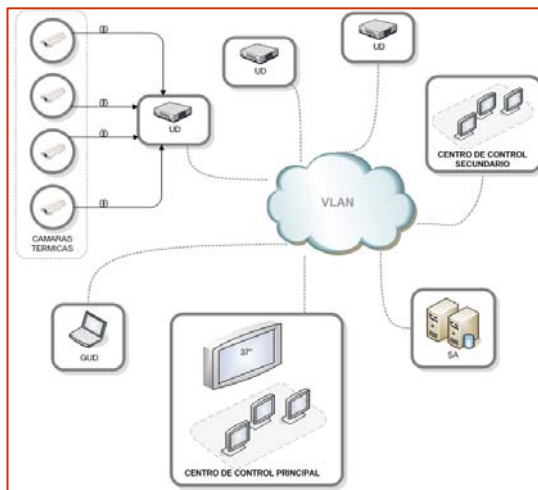 UD
UD
UD
CENTRO DE CONTROL
SECUNDARIO
VLAN
CAMARAS
TERMICAS
GUD
37"
SA
CENTRO DE CONTROL PRINCIPAL